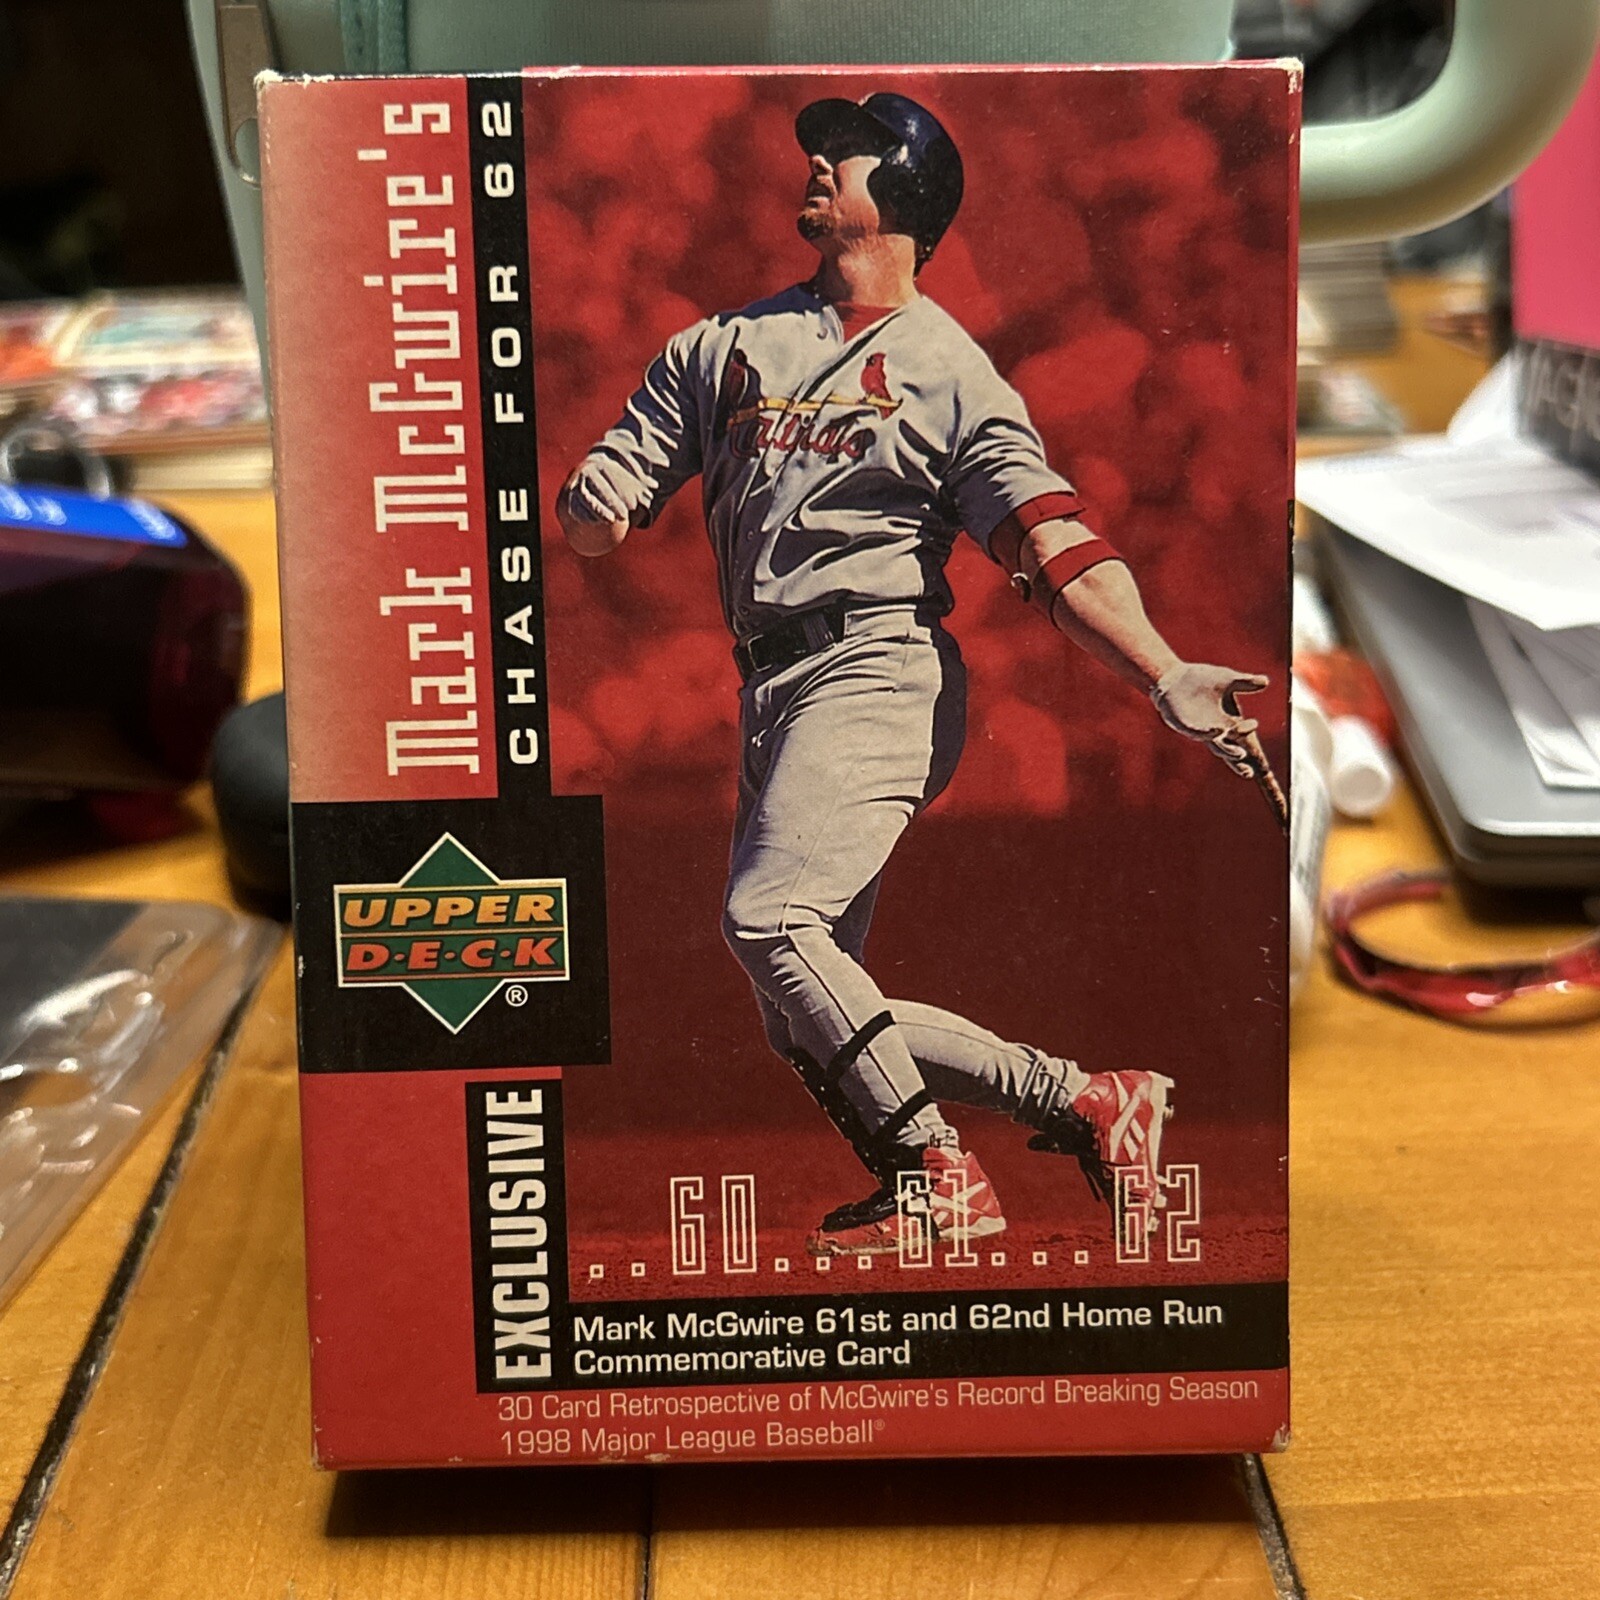 Mark McGwire's
CHASE FOR 62
Cardinals
UPPER
D·E·C·K
®
EXCLUSIVE
..60...61...62
Mark McGwire 61st and 62nd Home Run
Commemorative Card
30 Card Retrospective of McGwire's Record Breaking Season
1998 Major League Baseball®